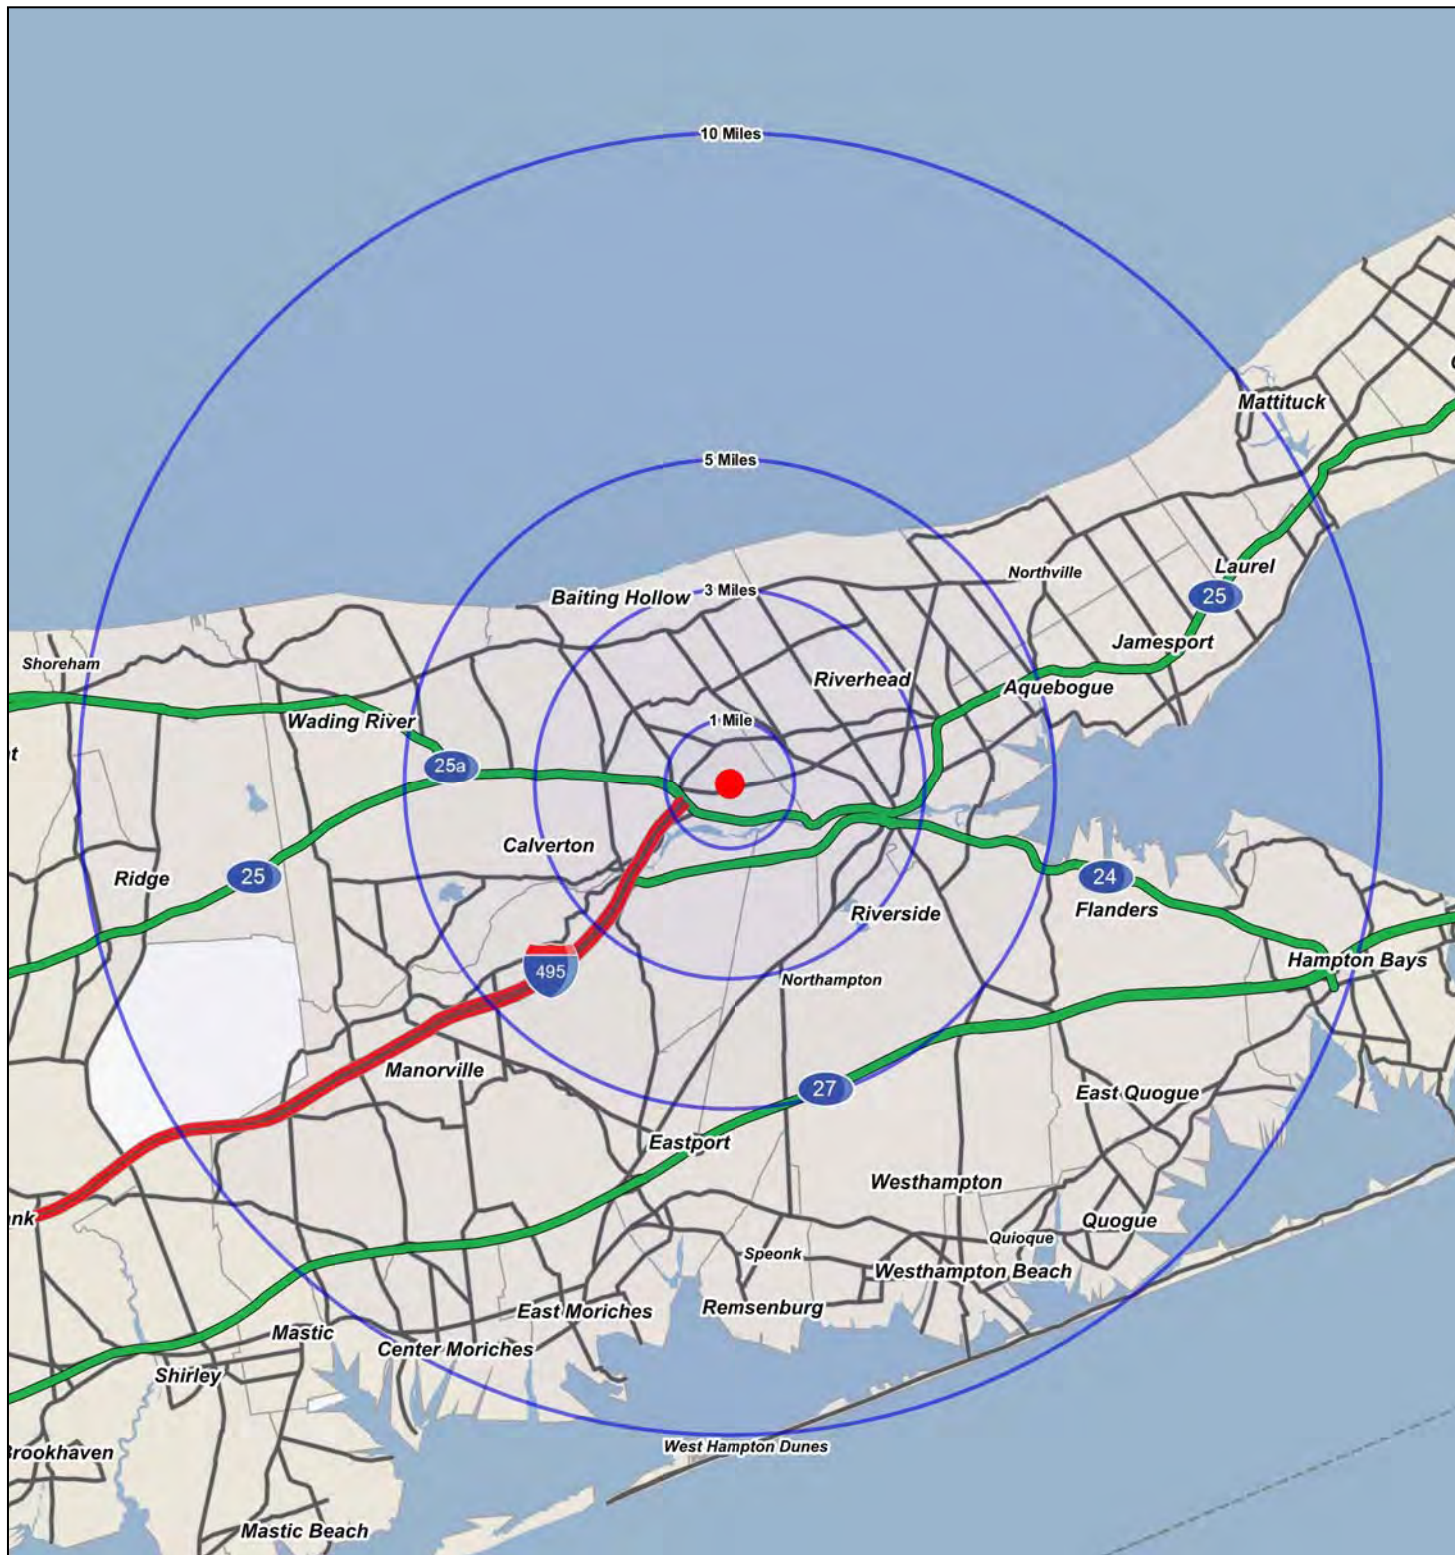 10 Miles
Mattituck
5 Miles
Laurel
25
Northville
3 Miles
Baiting Hollow
Jamesport
Shoreham
Riverhead
Aquebogue
Wading River
1 Mile
25a
Calverton
25
Ridge
24
Flanders
Riverside
Hampton Bays
495
Northampton
Manorville
27
East Quogue
Eastport
Westhampton
ank
Quogue
Quioque
Speonk
Westhampton Beach
East Moriches
Remsenburg
Mastic
Center Moriches
Shirley
West Hampton Dunes
Brookhaven
Mastic Beach